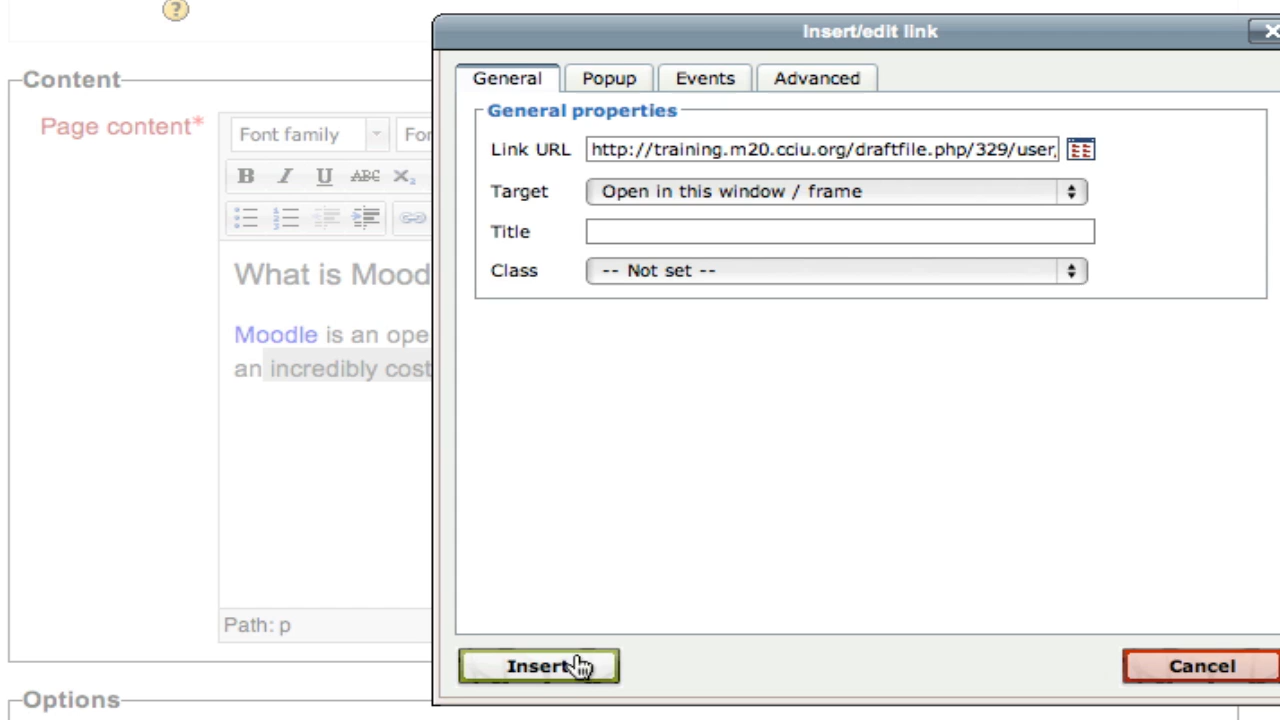 ?
Insert/edit link
Content
General Popup Events Advanced
General properties
Page content*
Font family
Link URL http://training.m20.cciu.org/draftfile.php/329/user,
B I U ABC X₂
Target Open in this window / frame
Title
What is Mood
Class -- Not set --
Moodle is an ope
an incredibly cost
Path: p
Insert
Cancel
Options